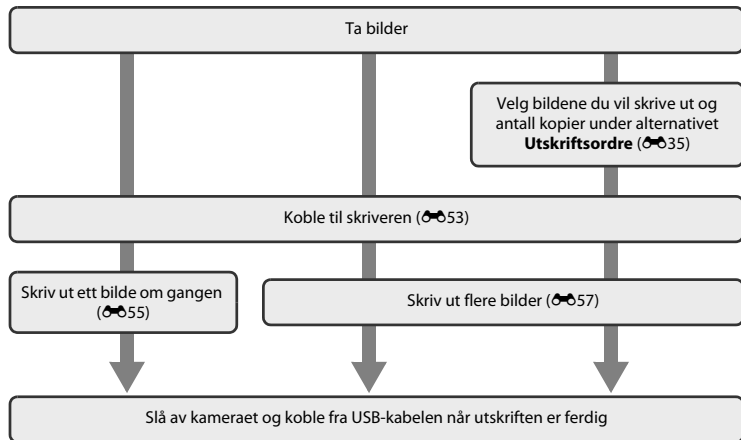 Ta bilder
Velg bildene du vil skrive ut og
antall kopier under alternativet
Utskriftsordre (35)
Koble til skriveren (53)
Skriv ut ett bilde om gangen
(55)
Skriv ut flere bilder (57)
Slå av kameraet og koble fra USB-kabelen når utskriften er ferdig